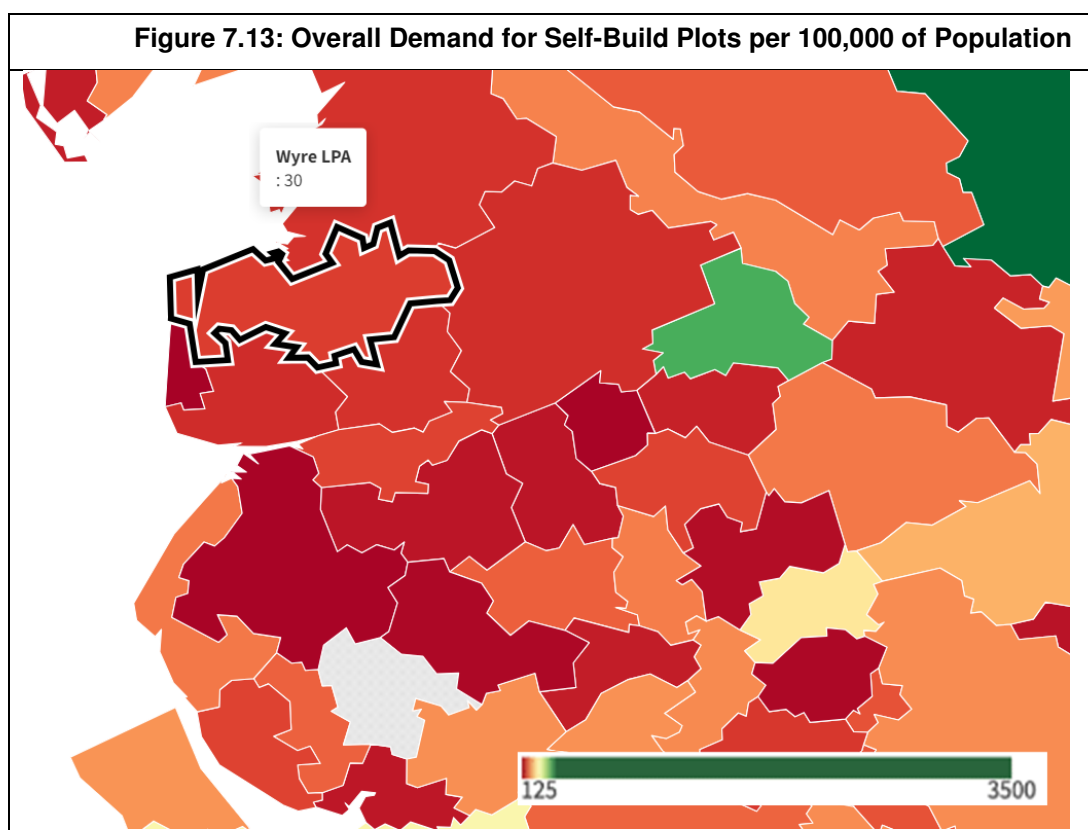 Figure 7.13: Overall Demand for Self-Build Plots per 100,000 of Population
Wyre LPA
: 30
125 3500